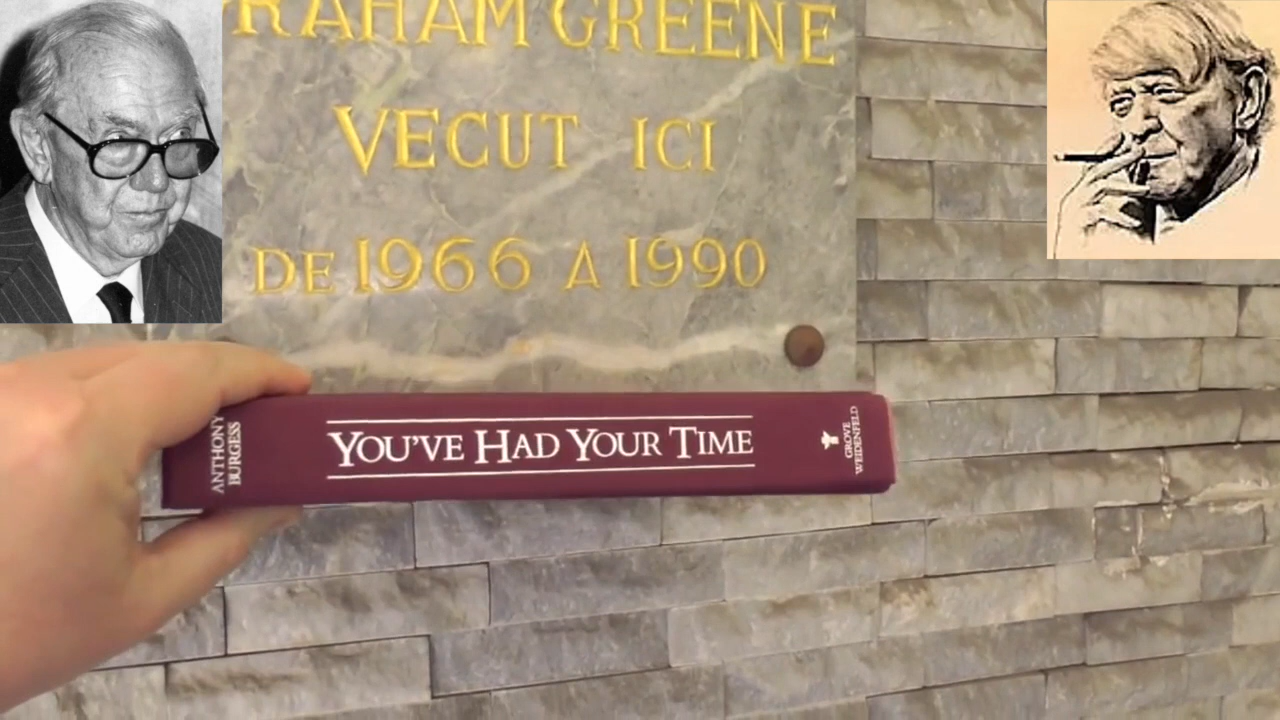 RAHAM GREENE
VECUT ICI
DE 1966 A 1990
ANTHONY
BURGESS
YOU'VE HAD YOUR TIME
GROVE
WEIDENFELD